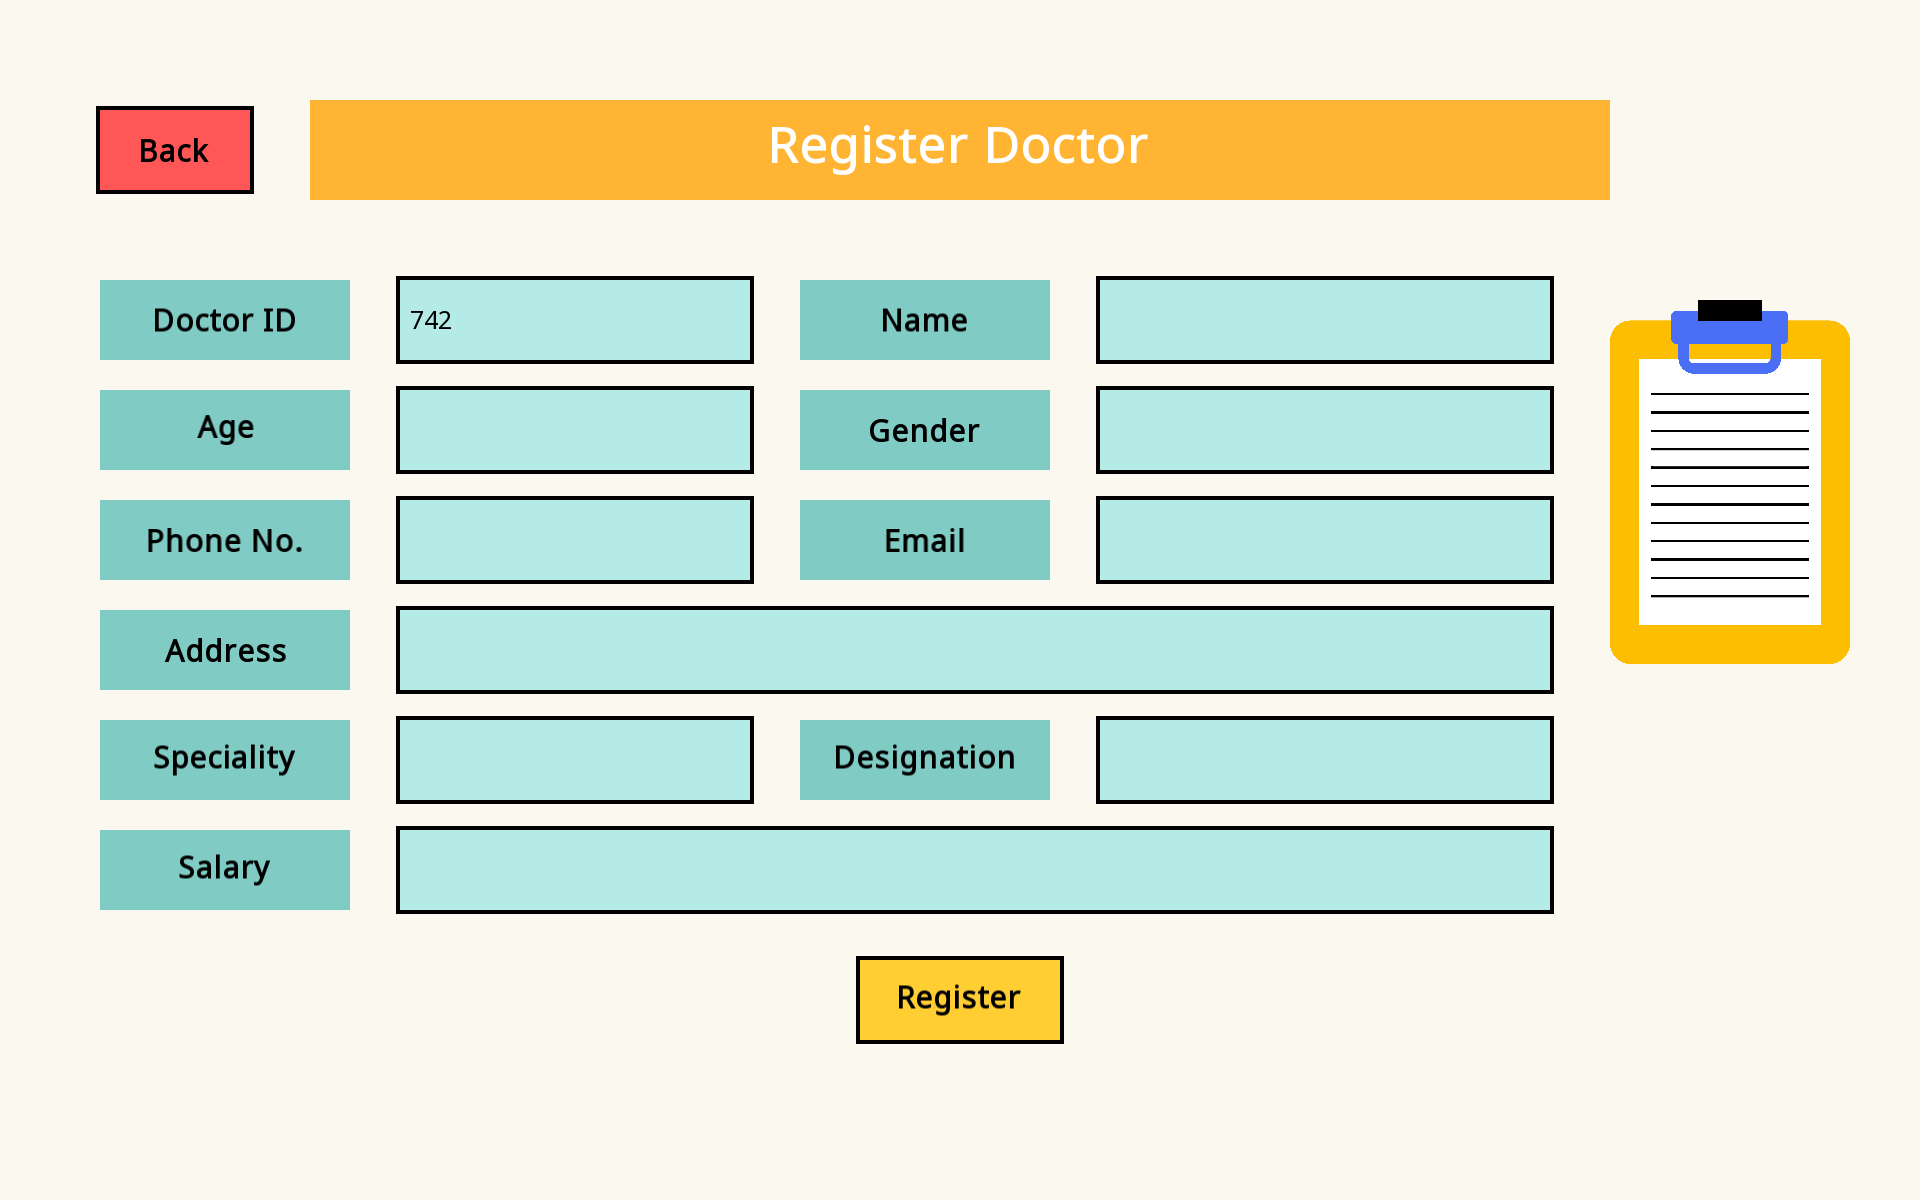 Back
Register Doctor
Doctor ID
742
Name
Age
Gender
Phone No.
Email
Address
Speciality
Designation
Salary
Register